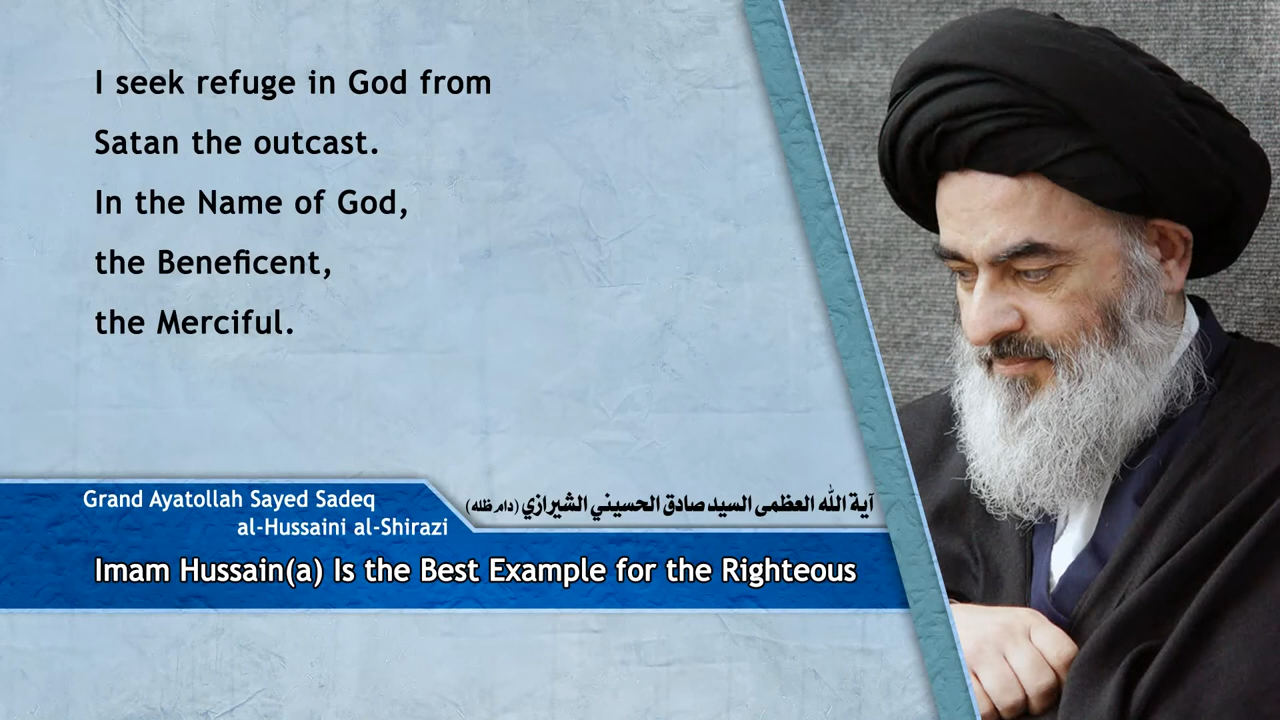 I seek refuge in God from
Satan the outcast.
In the Name of God,
the Beneficent,
the Merciful.
Grand Ayatollah Sayed Sadeq
al-Hussaini al-Shirazi
آية الله العظمى السيد صادق الحسيني الشيرازي (دام ظله)
Imam Hussain(a) Is the Best Example for the Righteous